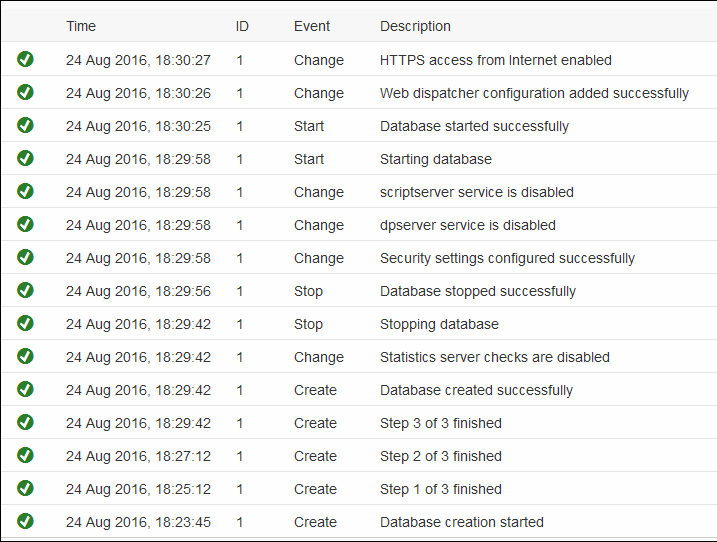 Time ID Event Description
24 Aug 2016, 18:30:27 1 Change HTTPS access from Internet enabled
24 Aug 2016, 18:30:26 1 Change Web dispatcher configuration added successfully
24 Aug 2016, 18:30:25 1 Start Database started successfully
24 Aug 2016, 18:29:58 1 Start Starting database
24 Aug 2016, 18:29:58 1 Change scriptserver service is disabled
24 Aug 2016, 18:29:58 1 Change dpserver service is disabled
24 Aug 2016, 18:29:58 1 Change Security settings configured successfully
24 Aug 2016, 18:29:56 1 Stop Database stopped successfully
24 Aug 2016, 18:29:42 1 Stop Stopping database
24 Aug 2016, 18:29:42 1 Change Statistics server checks are disabled
24 Aug 2016, 18:29:42 1 Create Database created successfully
24 Aug 2016, 18:29:42 1 Create Step 3 of 3 finished
24 Aug 2016, 18:27:12 1 Create Step 2 of 3 finished
24 Aug 2016, 18:25:12 1 Create Step 1 of 3 finished
24 Aug 2016, 18:23:45 1 Create Database creation started